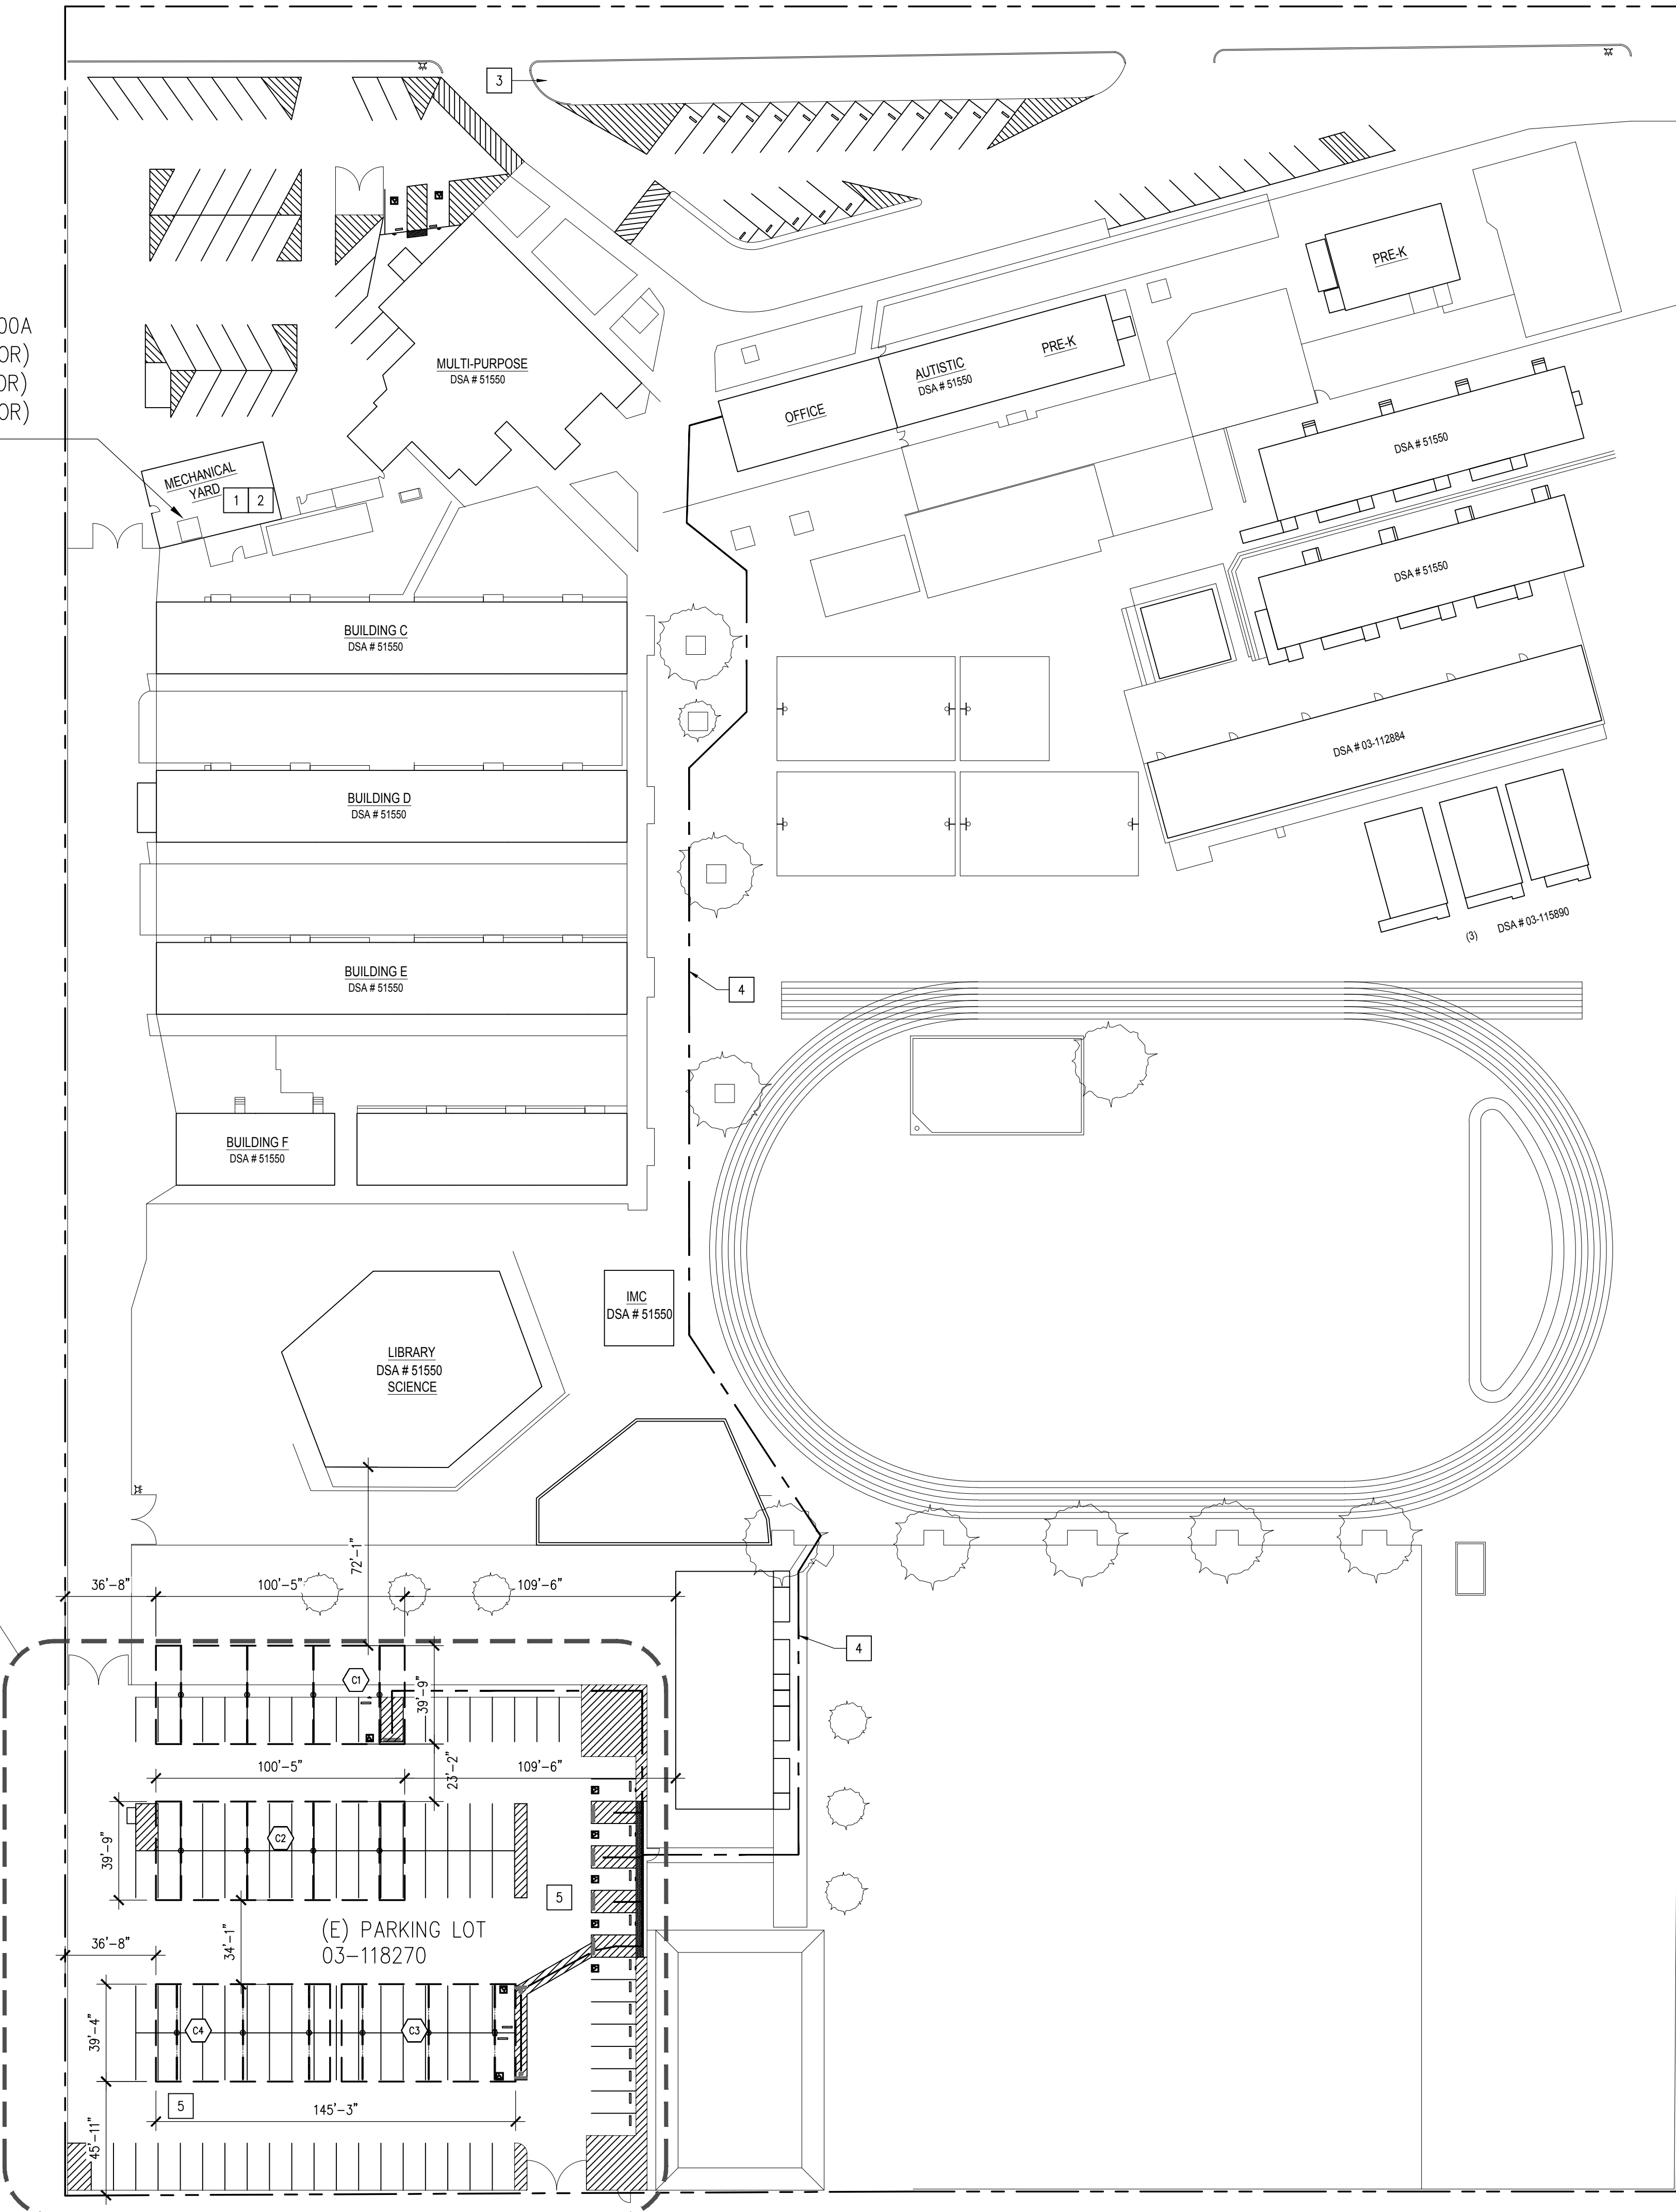 3
PRE-K
00A
OR)
OR)
OR)
MULTI-PURPOSE
DSA # 51550
AUTISTIC
DSA # 51550
PRE-K
OFFICE
DSA # 51550
MECHANICAL
YARD
1
2
DSA # 51550
BUILDING C
DSA # 51550
DSA # 03-112884
BUILDING D
DSA # 51550
(3) DSA # 03-115890
BUILDING E
DSA # 51550
4
BUILDING F
DSA # 51550
IMC
DSA # 51550
LIBRARY
DSA # 51550
SCIENCE
72'-1"
36'-8"
100'-5"
109'-6"
4
C1
39'-9"
100'-5"
23'-2"
109'-6"
39'-9"
C2
5
(E) PARKING LOT
03-118270
36'-8"
34'-1"
39'-4"
C4
C3
5
145'-3"
45'-11"